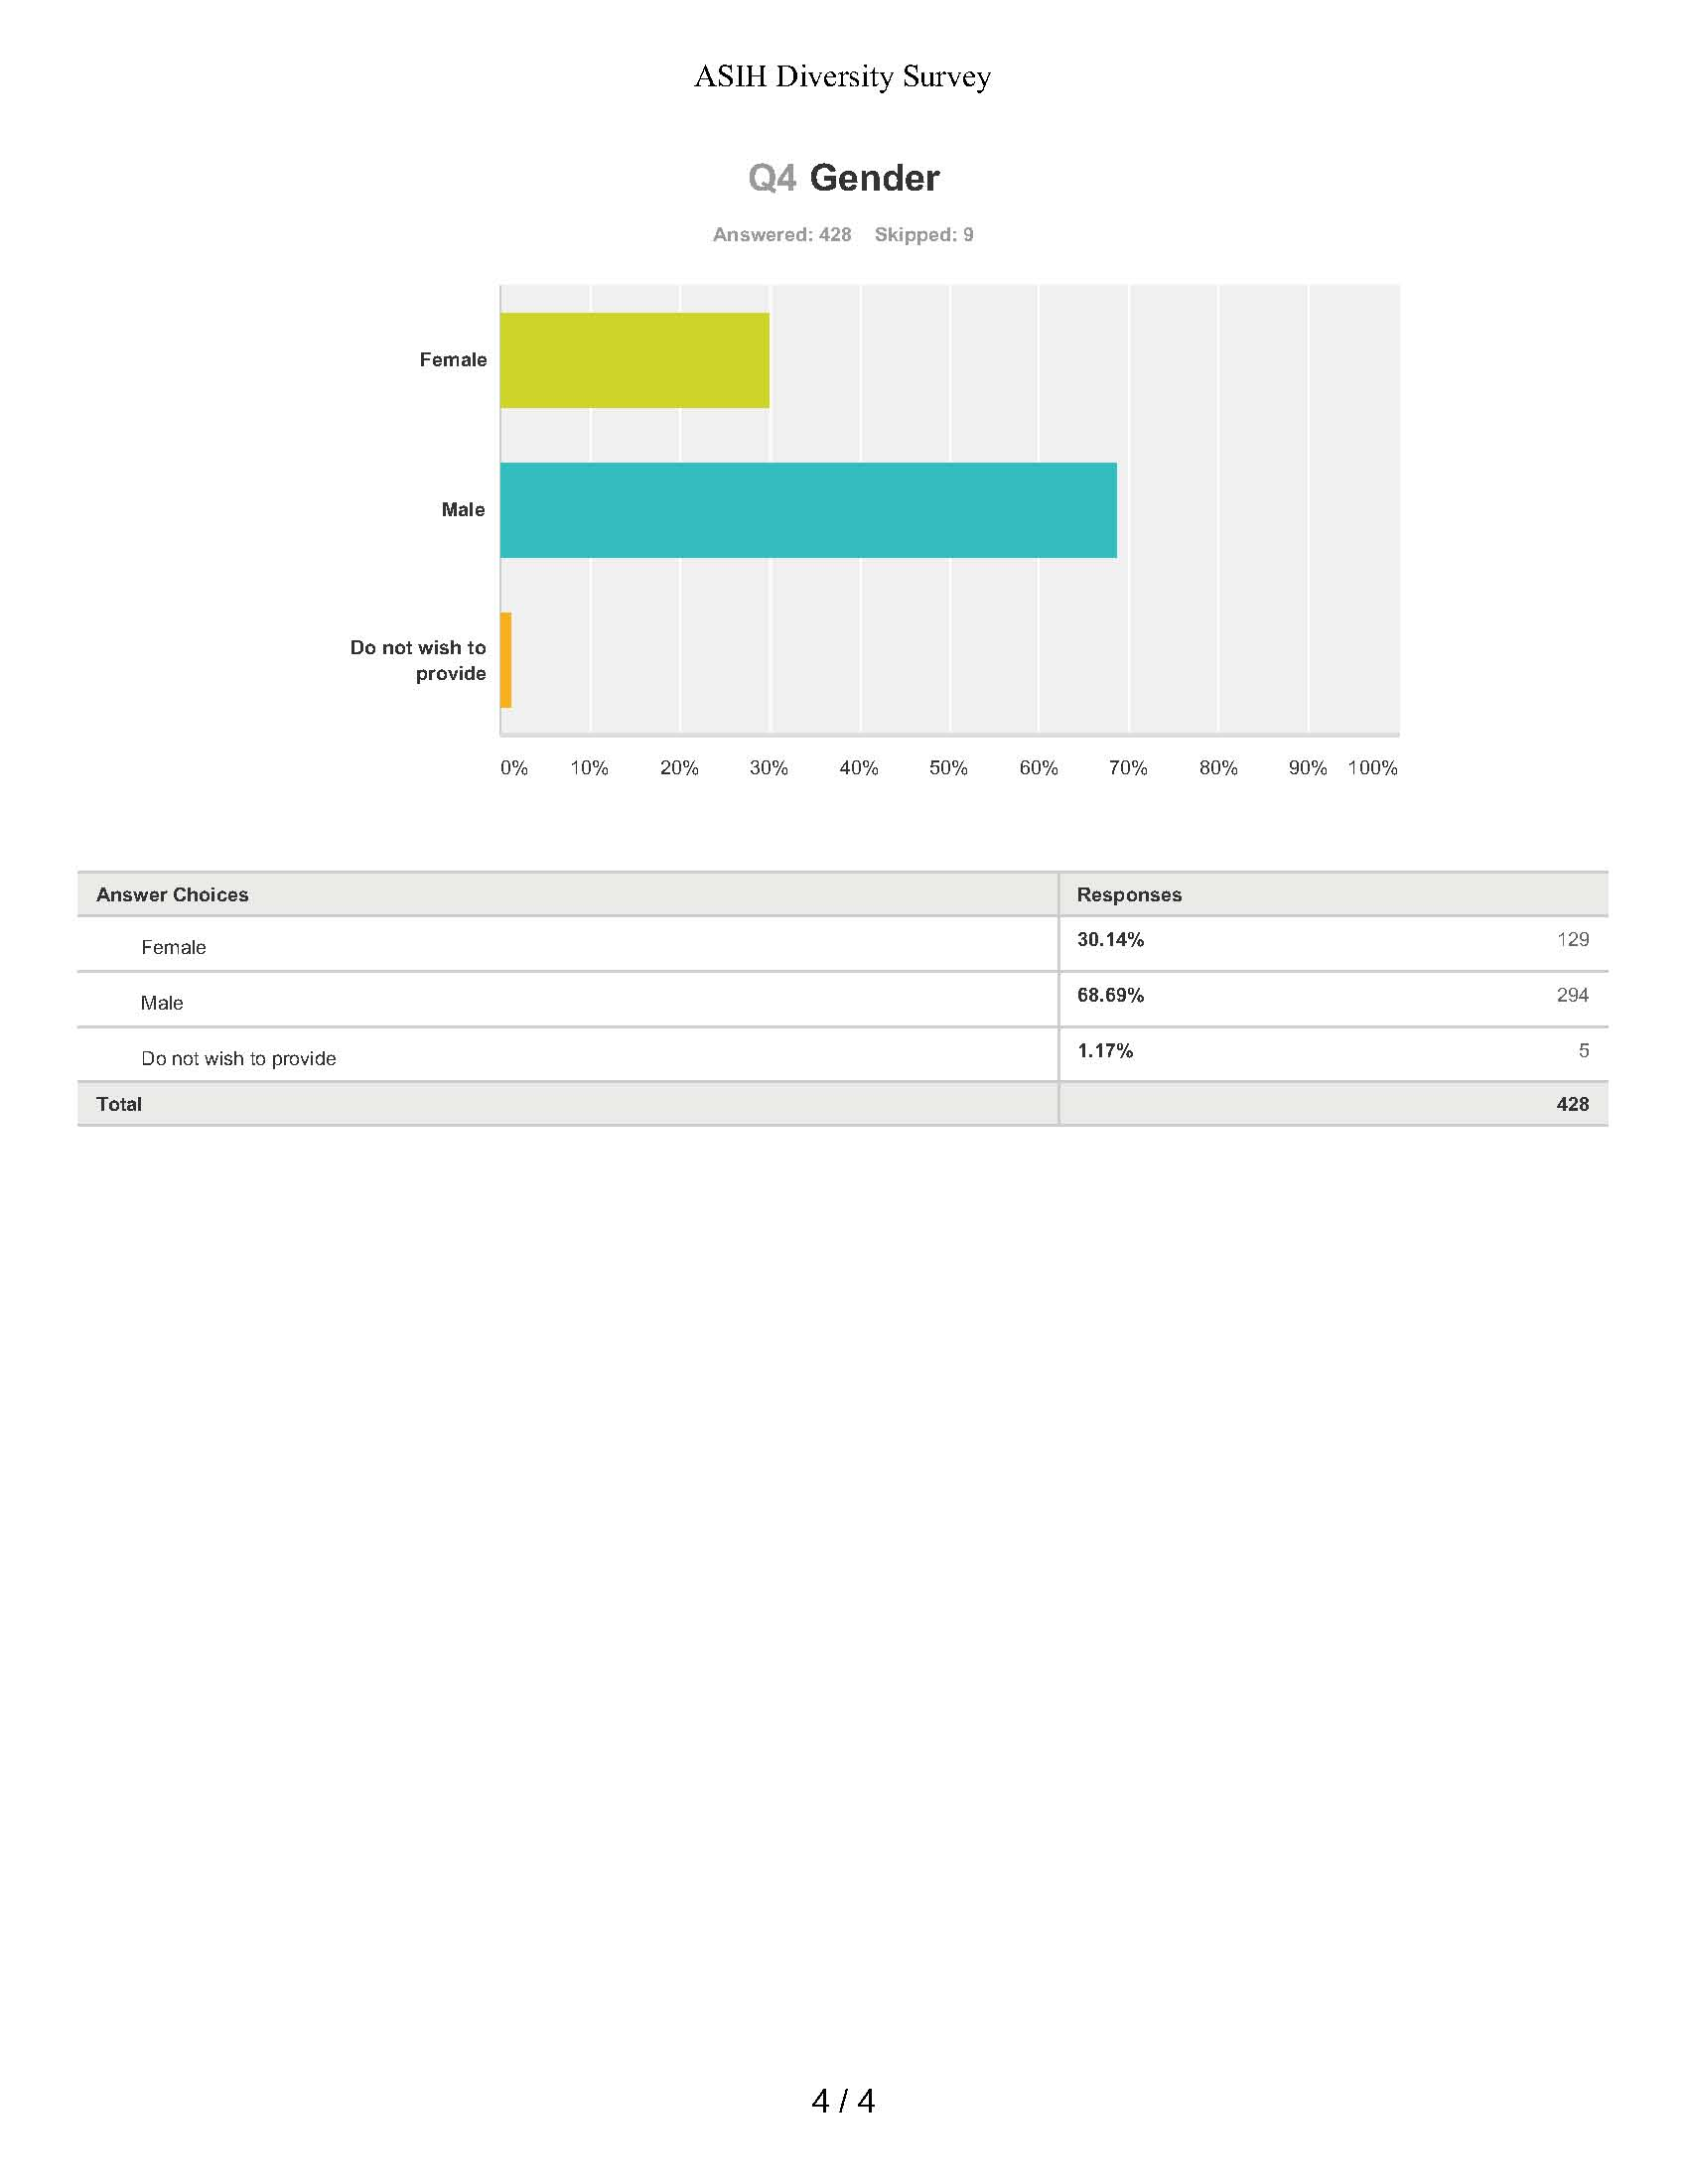 ASIH Diversity Survey
Q4 Gender
Answered: 428 Skipped: 9
Female
Male
Do not wish to
provide
0% 10% 20% 30% 40% 50% 60% 70% 80% 90% 100%
Answer Choices Responses
Female 30.14% 129
Male 68.69% 294
Do not wish to provide 1.17% 5
Total 428
4 / 4